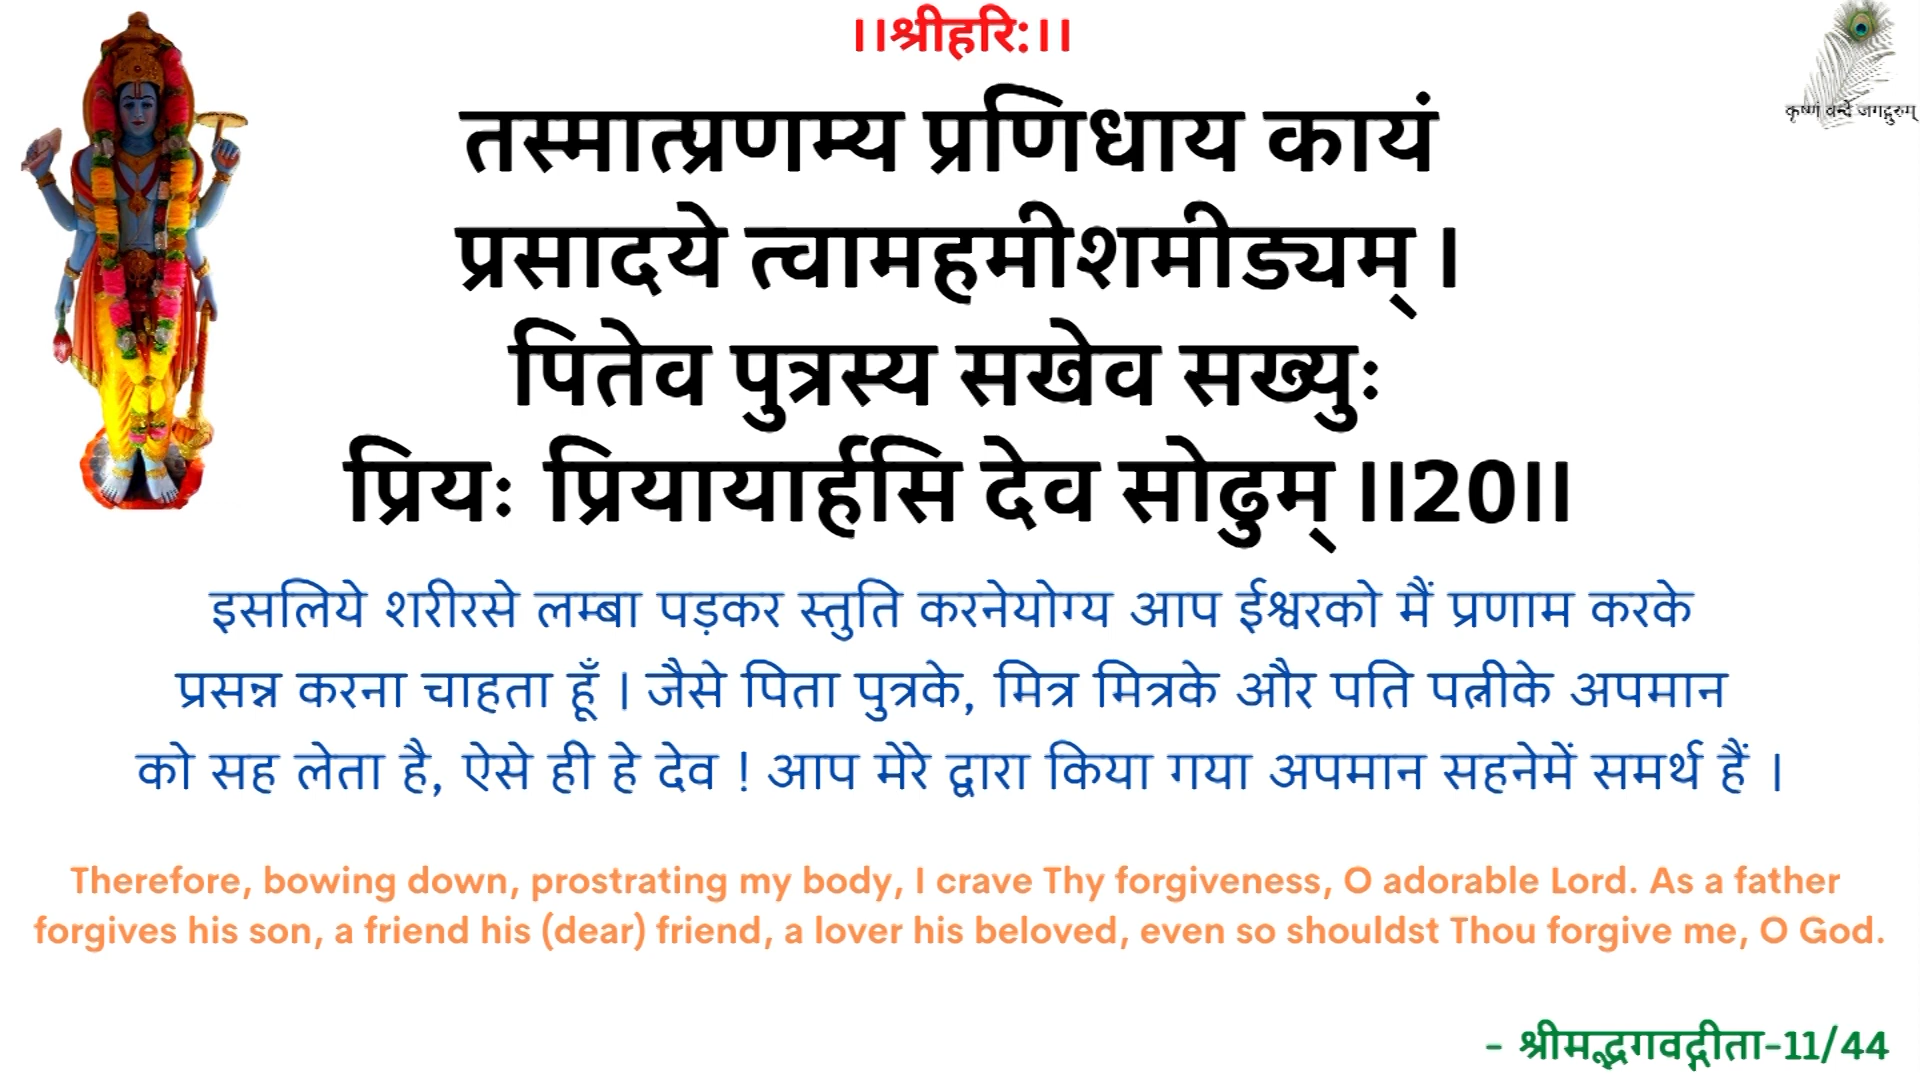 ।।श्रीहरि:।।
कृष्णं वन्दे जगद्गुरुम्
तस्मात्प्रणम्य प्रणिधाय कायं
प्रसादये त्वामहमीशमीड्यम् ।
पितेव पुत्रस्य सखेव सख्युः
प्रियः प्रियायार्हसि देव सोढुम् ।।20।।
इसलिये शरीरसे लम्बा पड़कर स्तुति करनेयोग्य आप ईश्वरको मैं प्रणाम करके
प्रसन्न करना चाहता हूँ । जैसे पिता पुत्रके, मित्र मित्रके और पति पत्नीके अपमान
को सह लेता है, ऐसे ही हे देव ! आप मेरे द्वारा किया गया अपमान सहनेमें समर्थ हैं ।
Therefore, bowing down, prostrating my body, I crave Thy forgiveness, O adorable Lord. As a father
forgives his son, a friend his (dear) friend, a lover his beloved, even so shouldst Thou forgive me, O God.
- श्रीमद्भगवद्गीता-11/44